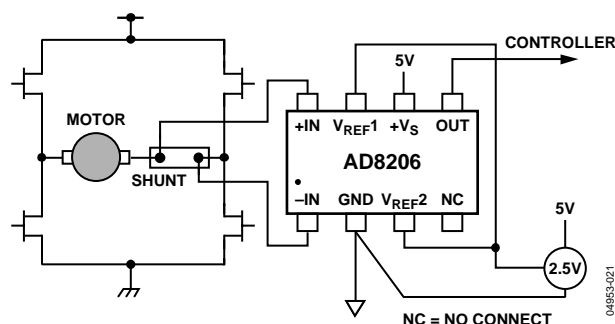 CONTROLLER
5V
MOTOR
SHUNT
+IN VREF1 +VS OUT
AD8206
–IN GND VREF2 NC
5V
2.5V
NC = NO CONNECT
04953-021